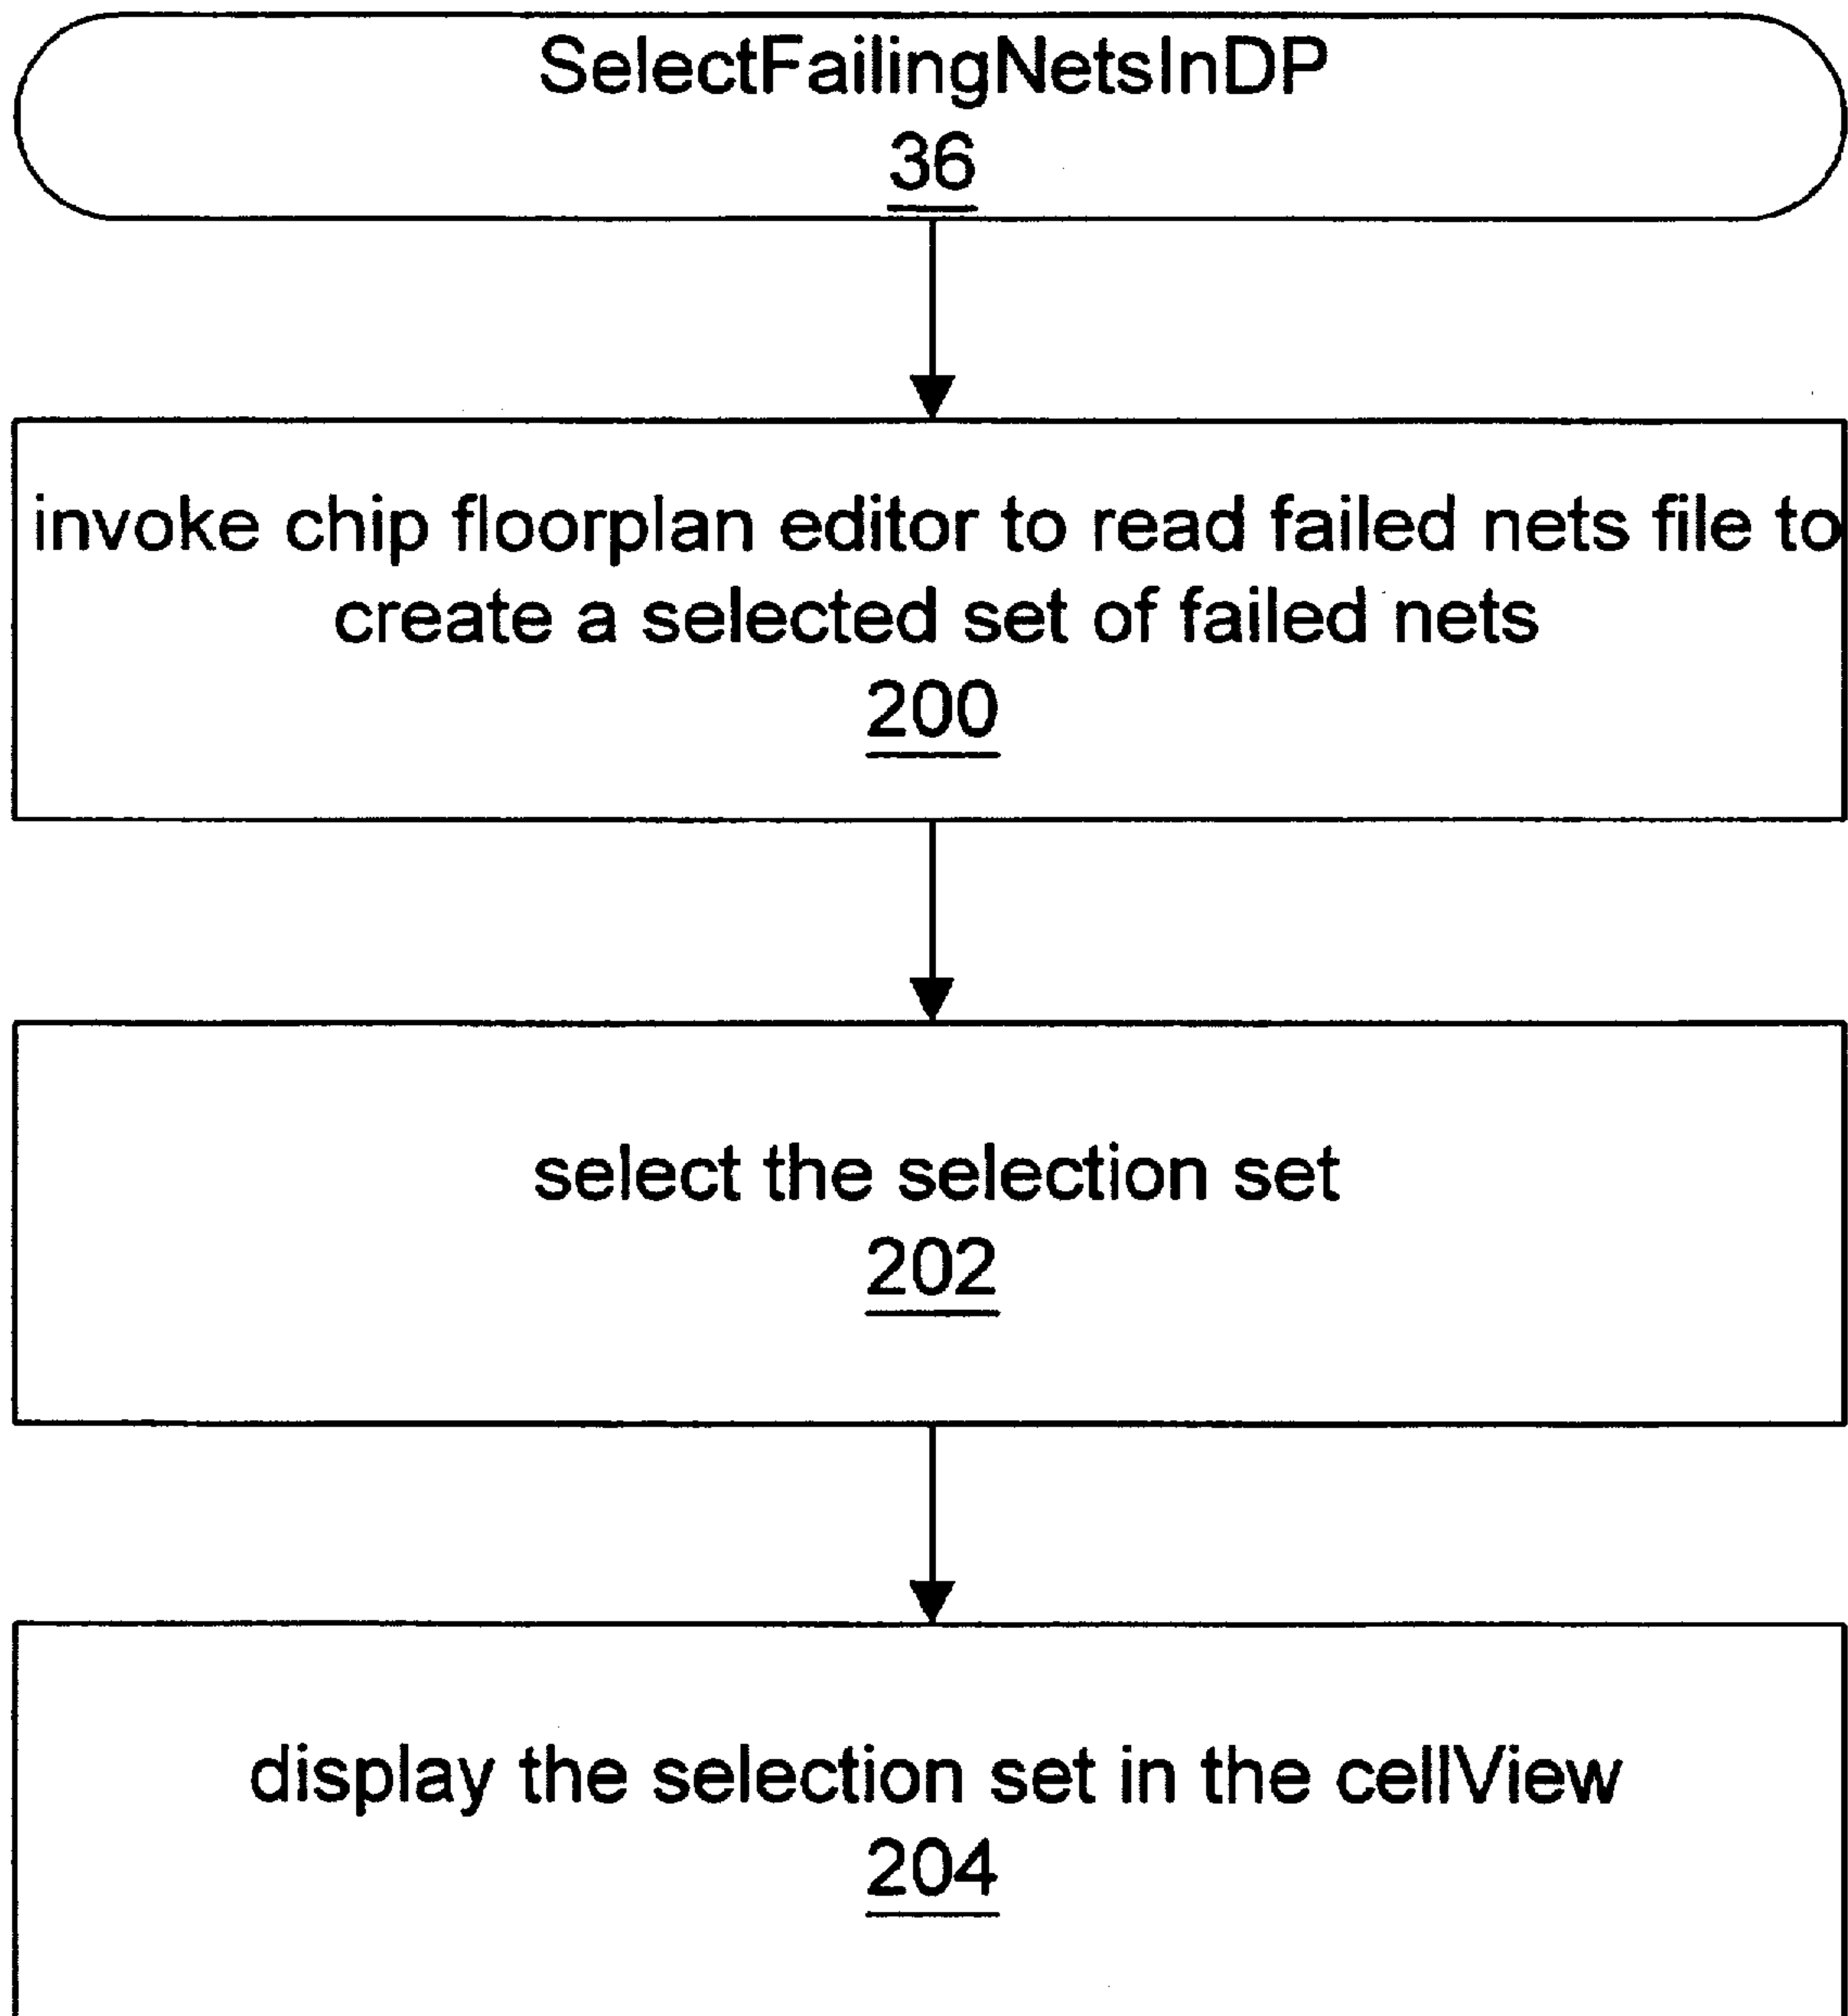 SelectFailingNetsInDP
36
invoke chip floorplan editor to read failed nets file to
create a selected set of failed nets
200
select the selection set
202
display the selection set in the cellView
204